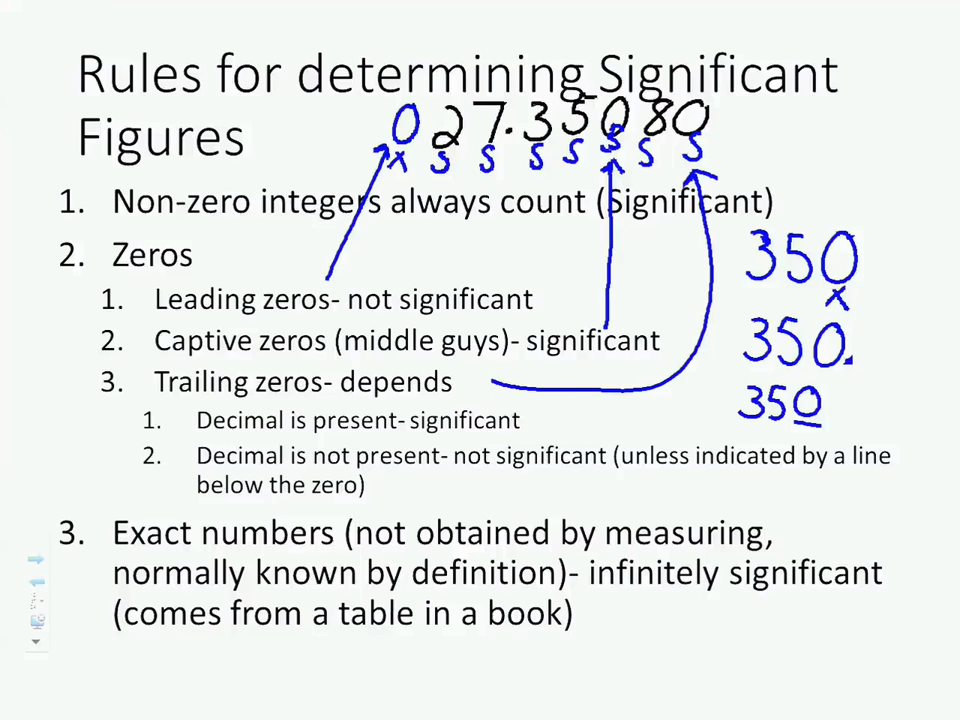 Rules for determining Significant
Figures
027.35080
x s s s s s s s
1. Non-zero integers always count (Significant)
2. Zeros
1. Leading zeros- not significant
2. Captive zeros (middle guys)- significant
3. Trailing zeros- depends
1. Decimal is present- significant
2. Decimal is not present- not significant (unless indicated by a line
below the zero)
3. Exact numbers (not obtained by measuring,
normally known by definition)- infinitely significant
(comes from a table in a book)
350
x
350.
350